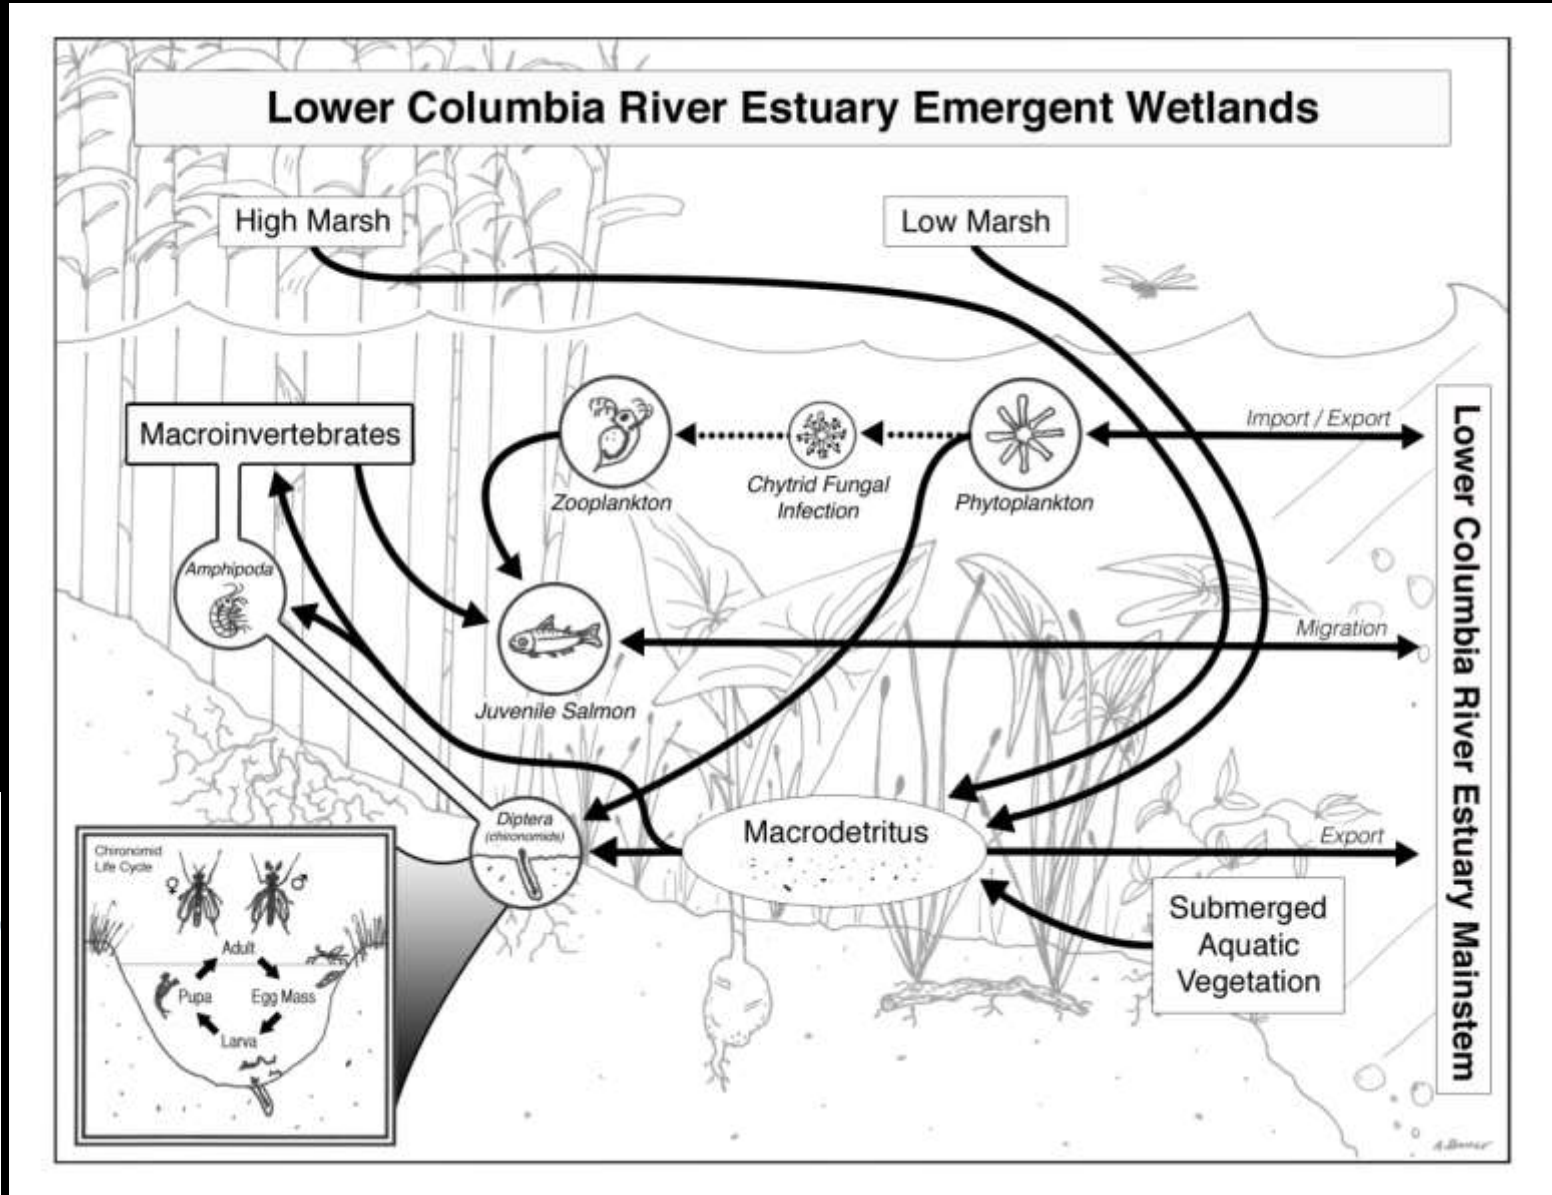 Lower Columbia River Estuary Emergent Wetlands
High Marsh
Low Marsh
Macroinvertebrates
Import / Export
Zooplankton
Chytrid Fungal
Infection
Phytoplankton
Amphipoda
Migration
Juvenile Salmon
Diptera
(chironomids)
Macrodetritus
Export
Submerged
Aquatic
Vegetation
Lower Columbia River Estuary Mainstem
Chironomid
Life Cycle
♀
♂
Adult
Pupa
Egg Mass
Larva